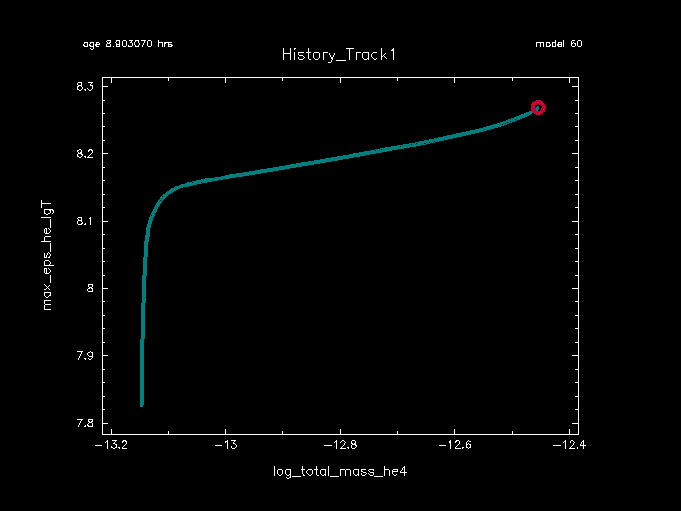 age 8.903070 hrs
model 60
History_Track1
8.3
8.2
8.1
8
7.9
7.8
max_eps_he_lgT
−13.2
−13
−12.8
−12.6
−12.4
log_total_mass_he4